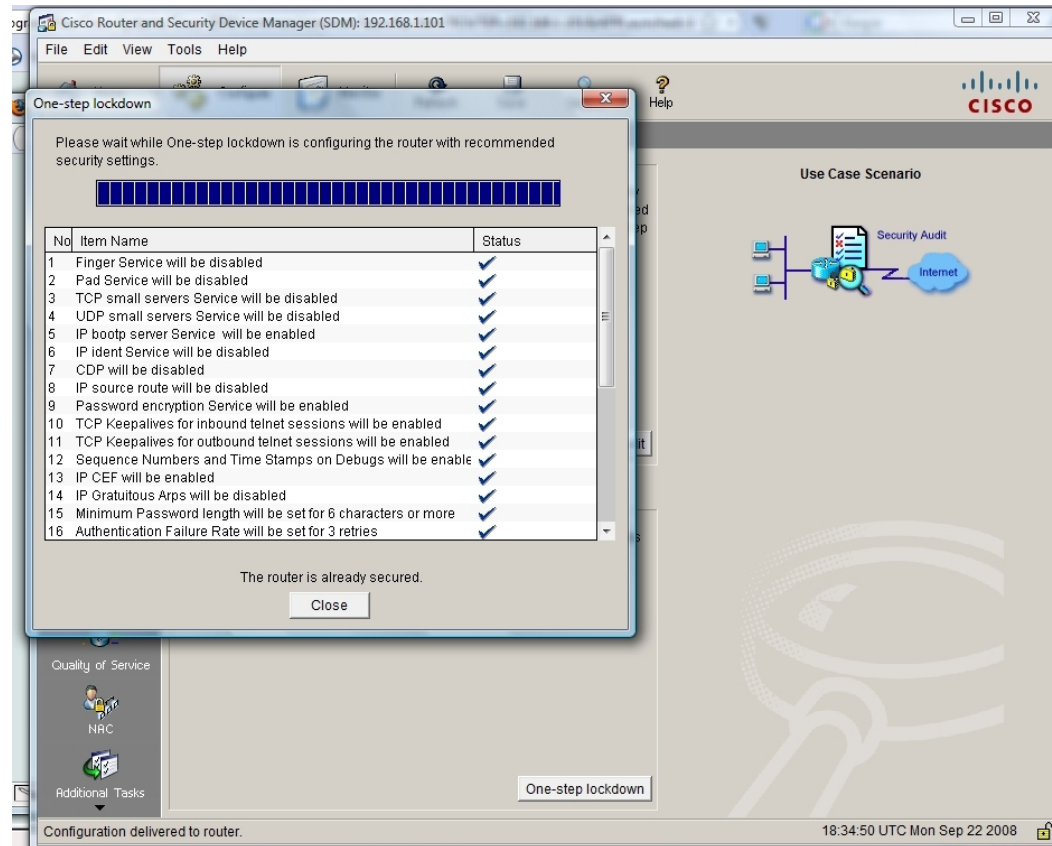 Cisco Router and Security Device Manager (SDM): 192.168.1.101
File Edit View Tools Help
Help
CISCO
One-step lockdown
Please wait while One-step lockdown is configuring the router with recommended
security settings.
No Item Name Status
1 Finger Service will be disabled
2 Pad Service will be disabled
3 TCP small servers Service will be disabled
4 UDP small servers Service will be disabled
5 IP bootp server Service will be enabled
6 IP ident Service will be disabled
7 CDP will be disabled
8 IP source route will be disabled
9 Password encryption Service will be enabled
10 TCP Keepalives for inbound telnet sessions will be enabled
11 TCP Keepalives for outbound telnet sessions will be enabled
12 Sequence Numbers and Time Stamps on Debugs will be enable
13 IP CEF will be enabled
14 IP Gratuitous Arps will be disabled
15 Minimum Password length will be set for 6 characters or more
16 Authentication Failure Rate will be set for 3 retries
The router is already secured.
Close
Use Case Scenario
Security Audit
Internet
Quality of Service
NAC
Additional Tasks
One-step lockdown
Configuration delivered to router.
18:34:50 UTC Mon Sep 22 2008